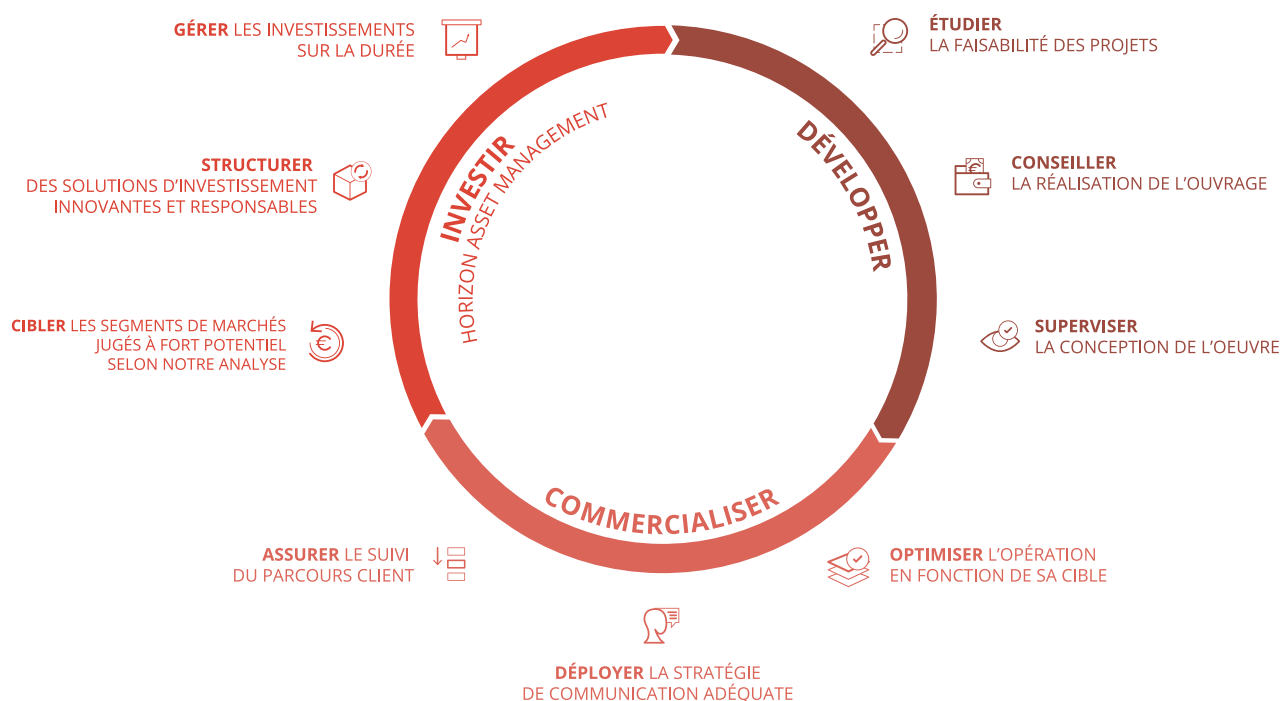 GÉRER LES INVESTISSEMENTS
SUR LA DURÉE
STRUCTURER
DES SOLUTIONS D'INVESTISSEMENT
INNOVANTES ET RESPONSABLES
CIBLER LES SEGMENTS DE MARCHÉS
JUGÉS À FORT POTENTIEL
SELON NOTRE ANALYSE
INVESTIR
HORIZON ASSET MANAGEMENT
DÉVELOPPER
ÉTUDIER
LA FAISABILITÉ DES PROJETS
CONSEILLER
LA RÉALISATION DE L'OUVRAGE
SUPERVISER
LA CONCEPTION DE L'OEUVRE
COMMERCIALISER
ASSURER LE SUIVI
DU PARCOURS CLIENT
DÉPLOYER LA STRATÉGIE
DE COMMUNICATION ADÉQUATE
OPTIMISER L'OPÉRATION
EN FONCTION DE SA CIBLE